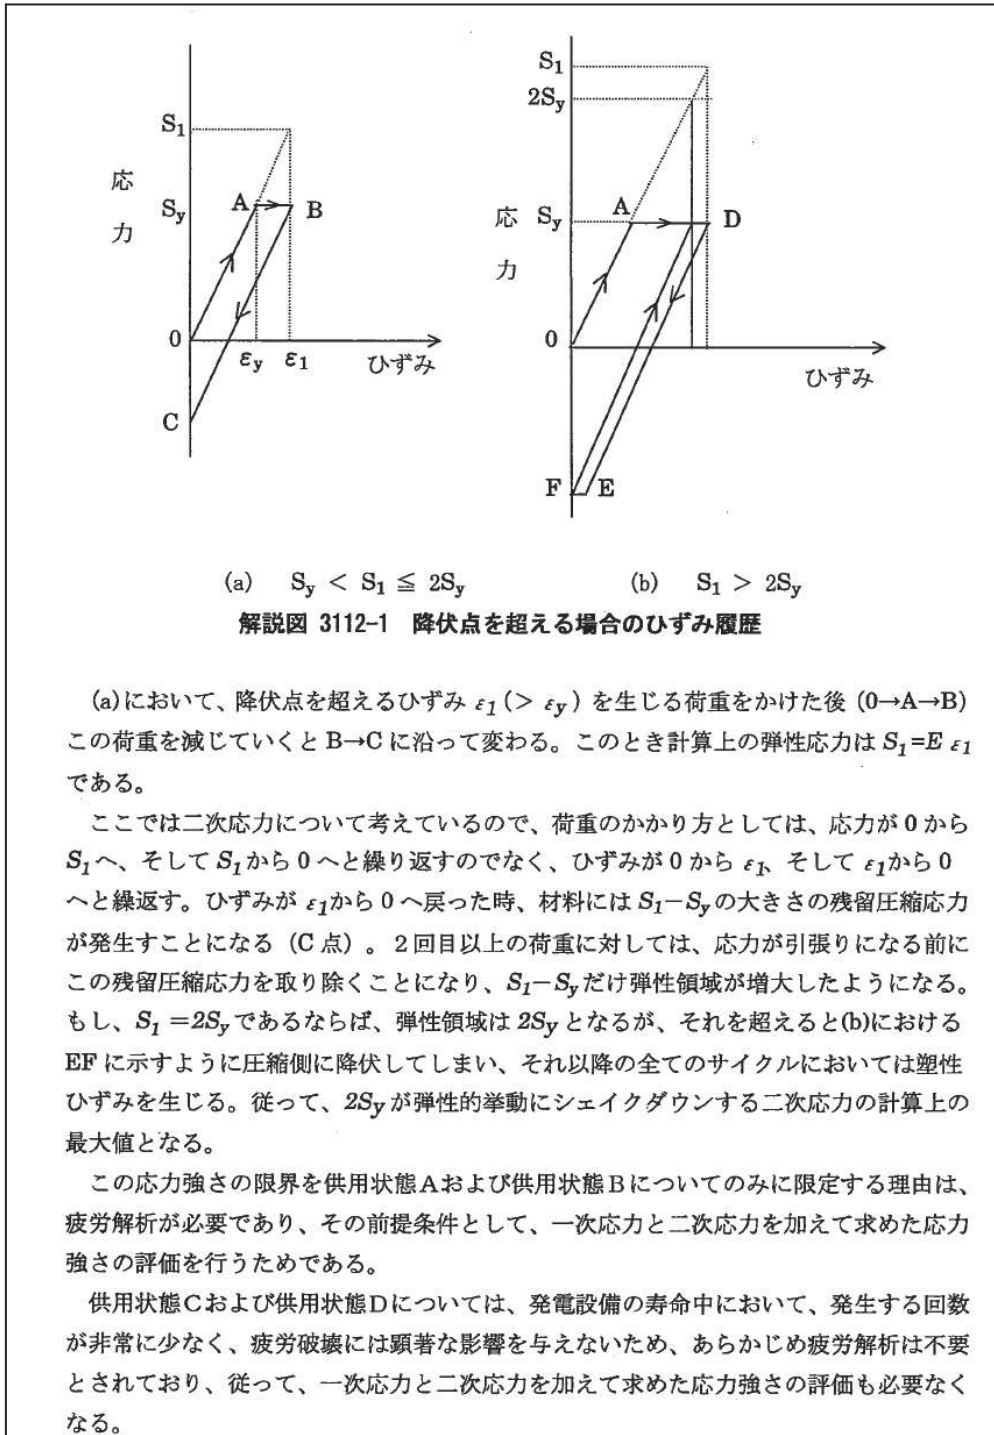 S1
Sy
A
B
応
力
0
εy
ε1
ひずみ
C
S1
2Sy
Sy
A
D
応
力
0
ひずみ
F
E
(a) Sy < S1 ≦ 2Sy
(b) S1 > 2Sy
解説図 3112-1 降伏点を超える場合のひずみ履歴
(a)において、降伏点を超えるひずみ ε1(> εy) を生じる荷重をかけた後 (0→A→B)
この荷重を減じていくと B→C に沿って変わる。このとき計算上の弾性応力は S1=E ε1
である。
ここでは二次応力について考えているので、荷重のかかり方としては、応力が 0 から
S1へ、そして S1から 0 へと繰り返すのでなく、ひずみが 0 から ε1、そして ε1から 0
へと繰返す。ひずみが ε1から 0 へ戻った時、材料には S1−Syの大きさの残留圧縮応力
が発生すことになる（C 点）。2 回目以上の荷重に対しては、応力が引張りになる前に
この残留圧縮応力を取り除くことになり、S1−Syだけ弾性領域が増大したようになる。
もし、S1 =2Syであるならば、弾性領域は 2Syとなるが、それを超えると(b)における
EF に示すように圧縮側に降伏してしまい、それ以降の全てのサイクルにおいては塑性
ひずみを生じる。従って、2Syが弾性的挙動にシェイクダウンする二次応力の計算上の
最大値となる。
この応力強さの限界を供用状態Aおよび供用状態Bについてのみに限定する理由は、
疲労解析が必要であり、その前提条件として、一次応力と二次応力を加えて求めた応力
強さの評価を行うためである。
供用状態Cおよび供用状態Dについては、発電設備の寿命中において、発生する回数
が非常に少なく、疲労破壊には顕著な影響を与えないため、あらかじめ疲労解析は不要
とされており、従って、一次応力と二次応力を加えて求めた応力強さの評価も必要なく
なる。